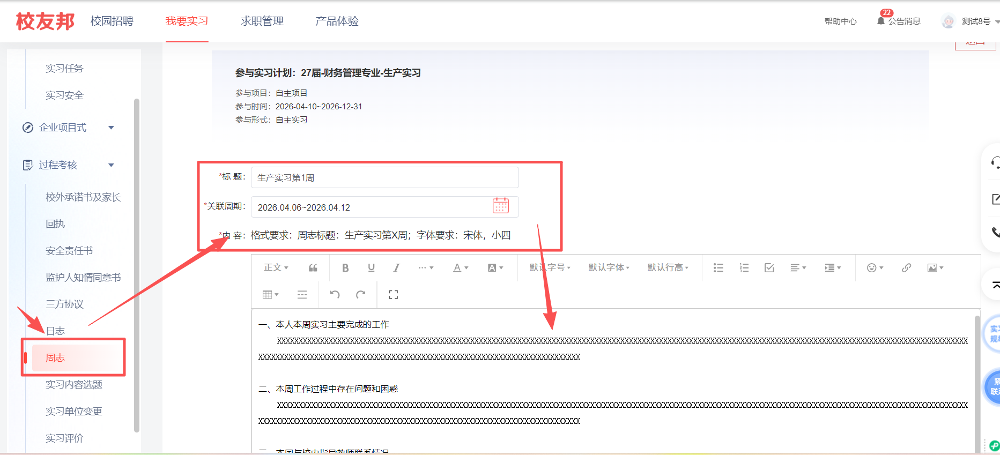 校友邦
校园招聘
我要实习
求职管理
产品体验
帮助中心
22
公告消息
测试8号
实习任务
实习安全
企业项目式
过程考核
校外承诺书及家长
回执
安全责任书
监护人知情同意书
三方协议
日志
周志
实习内容选题
实习单位变更
实习评价
参与实习计划：27届-财务管理专业-生产实习
参与项目：自主项目
参与时间：2026-04-10~2026-12-31
参与形式：自主实习
*标 题：生产实习第1周
*关联周期：2026.04.06~2026.04.12
*内 容：格式要求：周志标题：生产实习第X周；字体要求：宋体，小四
正文
B U I ··· A A 默认字号 默认字体 默认行高
一、本人本周实习主要完成的工作
二、本周工作过程中存在问题和困惑